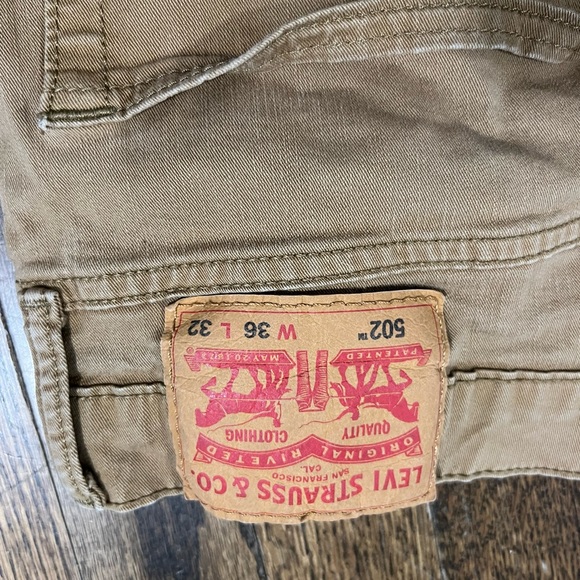 LEVI STRAUSS & CO.
SAN FRANCISCO
CAL.
ORIGINAL RIVETED
QUALITY CLOTHING
PATENTED MAY 20 1873
502™ W 36 L 32